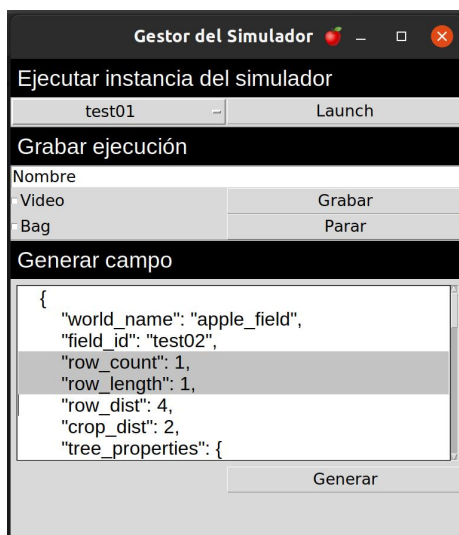 Gestor del Simulador
Ejecutar instancia del simulador
test01 Launch
Grabar ejecución
Nombre
Video Grabar
Bag Parar
Generar campo
{
"world_name": "apple_field",
"field_id": "test02",
"row_count": 1,
"row_length": 1,
"row_dist": 4,
"crop_dist": 2,
"tree_properties": {
Generar